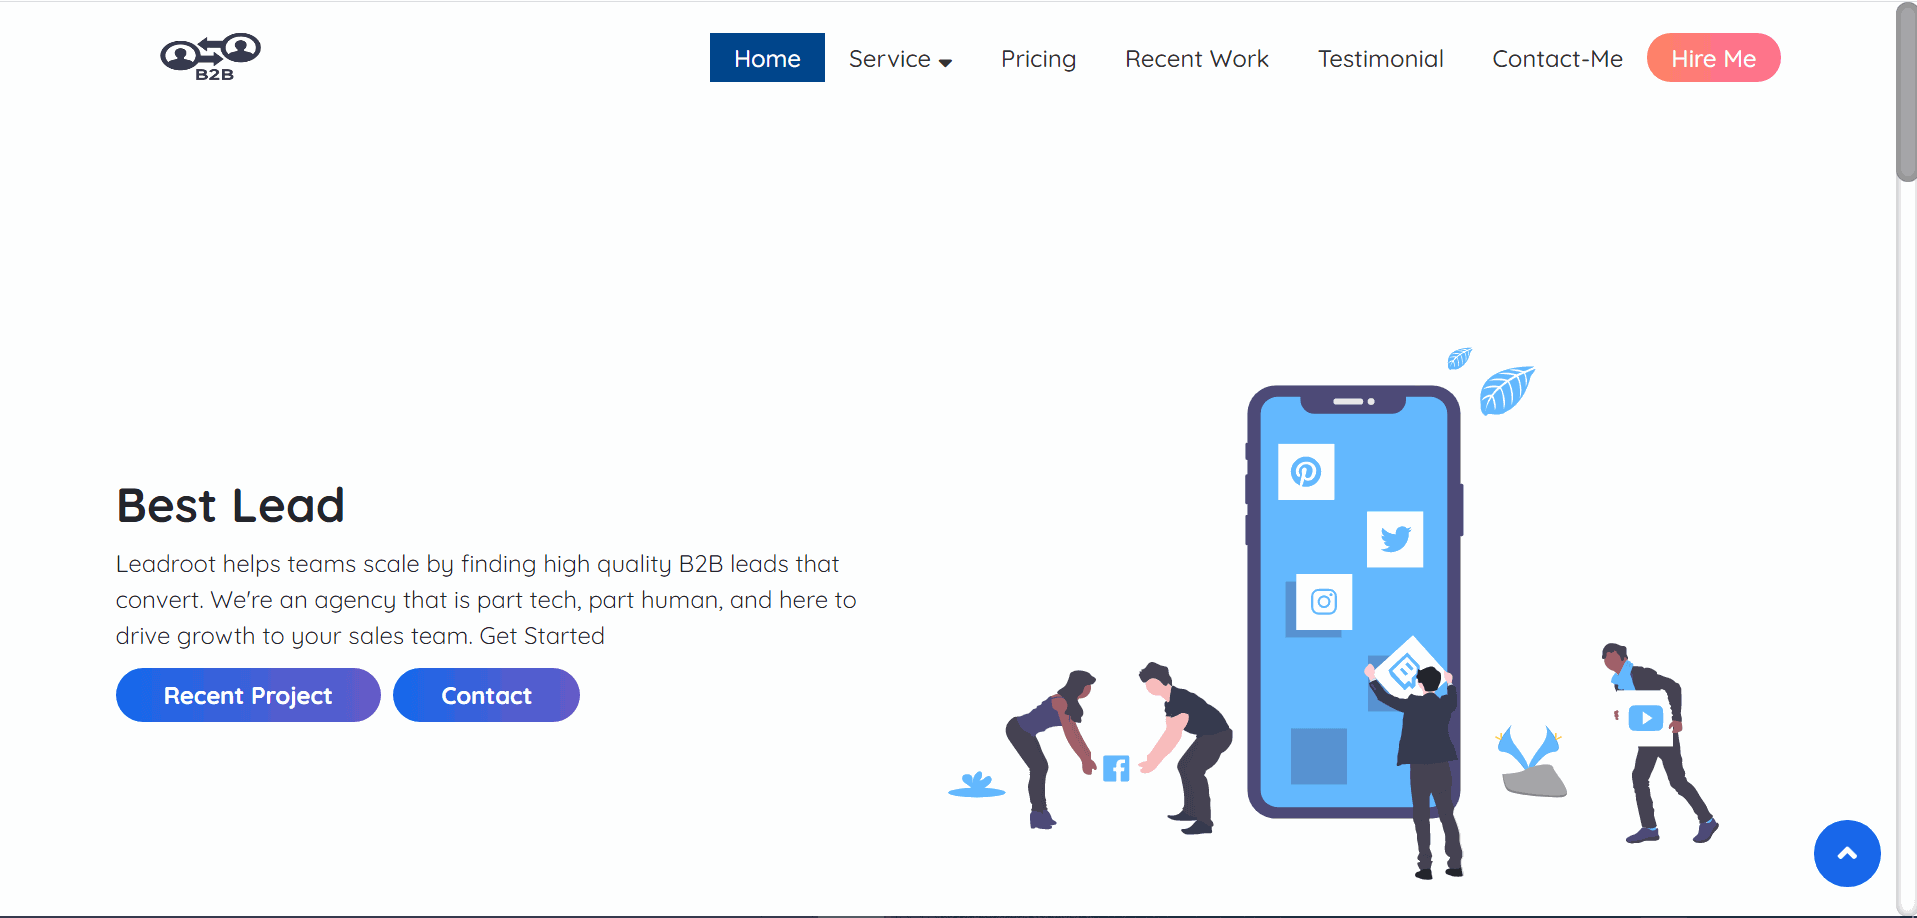 B2B
Home Service Pricing Recent Work Testimonial Contact-Me Hire Me
Best Lead
Leadroot helps teams scale by finding high quality B2B leads that
convert. We're an agency that is part tech, part human, and here to
drive growth to your sales team. Get Started
Recent Project Contact